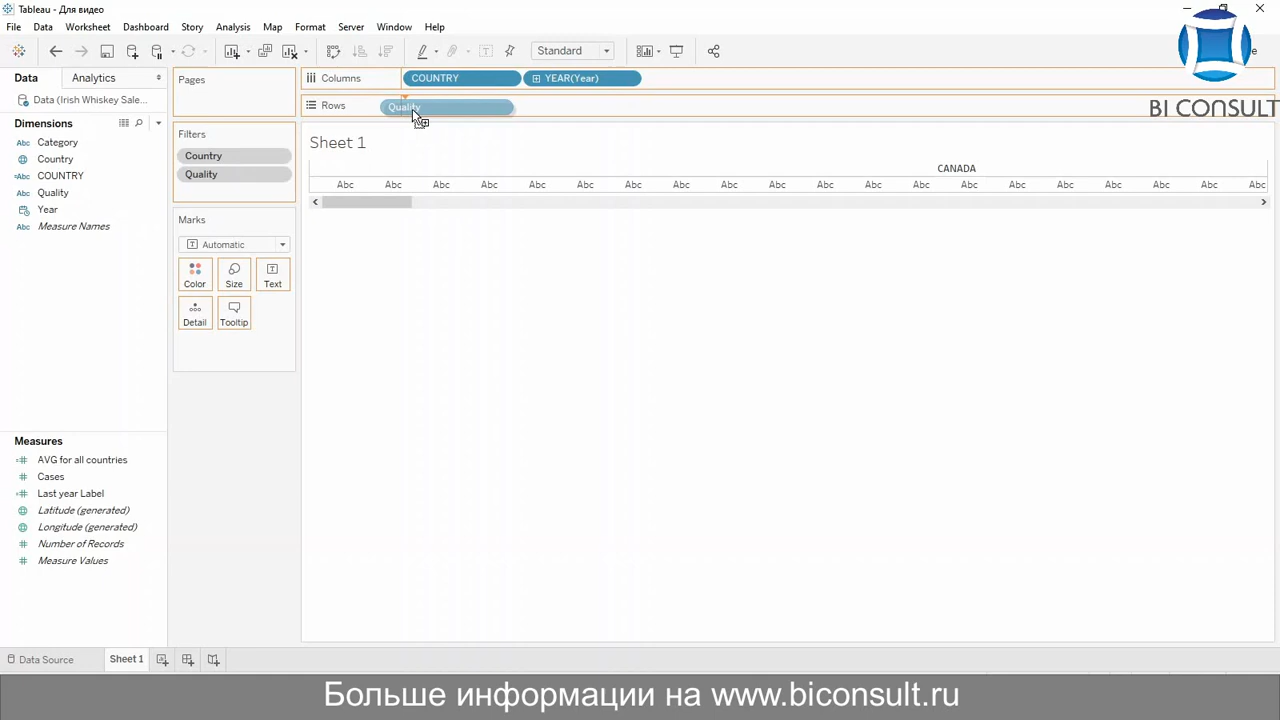 Tableau - Для видео
File Data Worksheet Dashboard Story Analysis Map Format Server Window Help
Standard
Data Analytics
Data (Irish Whiskey Sale...
Dimensions
Abc Category
Country
=Abc COUNTRY
Abc Quality
Year
Abc Measure Names
Measures
=# AVG for all countries
# Cases
=# Last year Label
Latitude (generated)
Longitude (generated)
=# Number of Records
# Measure Values
Pages
Filters
Country
Quality
Marks
Automatic
Color Size Text
Detail Tooltip
Columns COUNTRY YEAR(Year)
Rows Quality
BI CONSULT
Sheet 1
CANADA
Abc Abc Abc Abc Abc Abc Abc Abc Abc Abc Abc Abc Abc Abc Abc Abc Abc Abc Abc Abc
Data Source Sheet 1
Больше информации на www.biconsult.ru